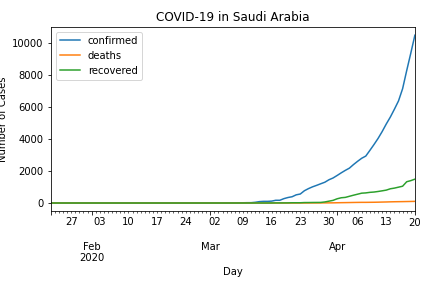 COVID-19 in Saudi Arabia
confirmed
deaths
recovered
Number of Cases
10000
8000
6000
4000
2000
0
27 03 10 17 24 02 09 16 23 30 06 13 20
Feb Mar Apr
2020
Day